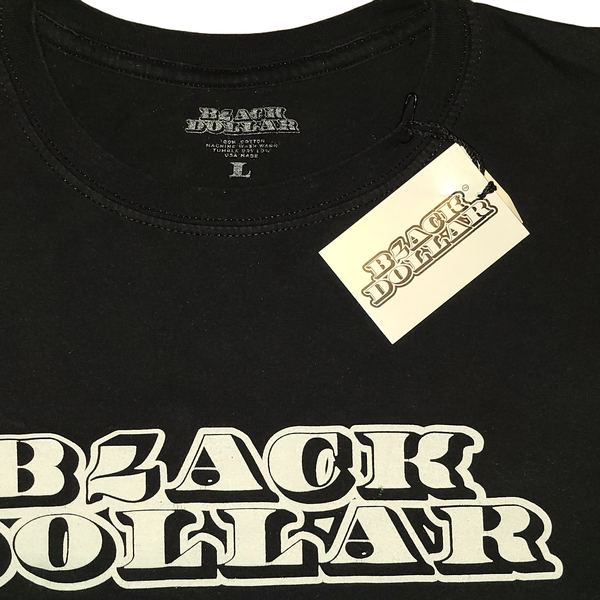 BLACK
DOLLAR
100% COTTON
MACHINE WASH WARM
TUMBLE DRY LOW
USA MADE
L
BLACK
DOLLAR
BLACK
DOLLAR